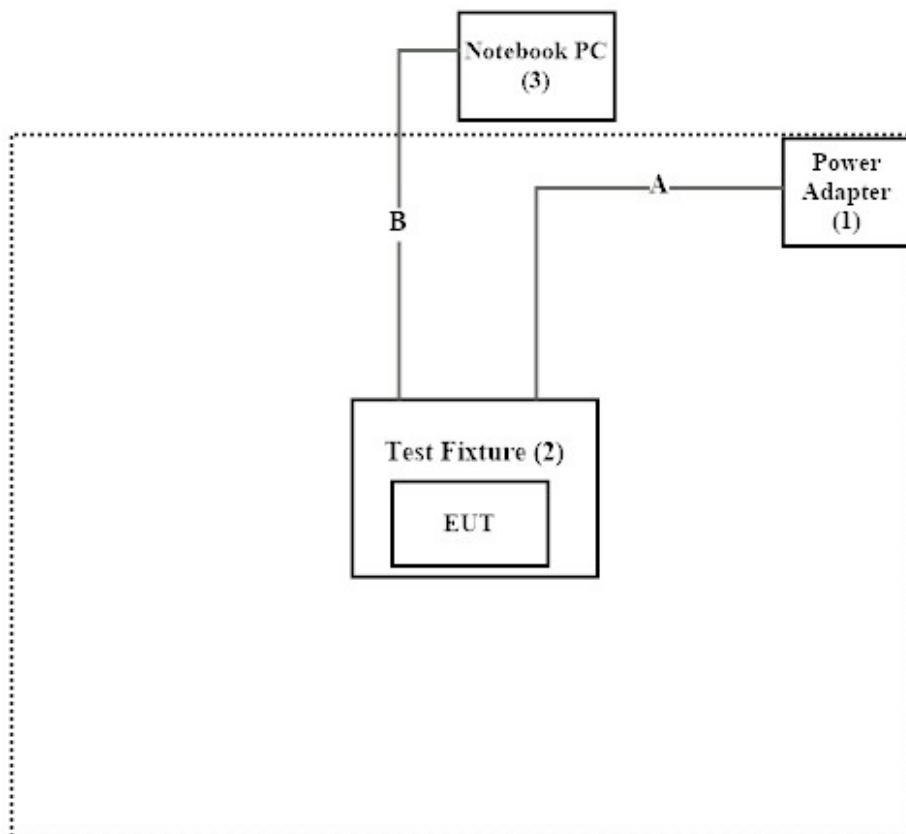 Notebook PC
(3)
Power
Adapter
(1)
A
B
Test Fixture (2)
EUT